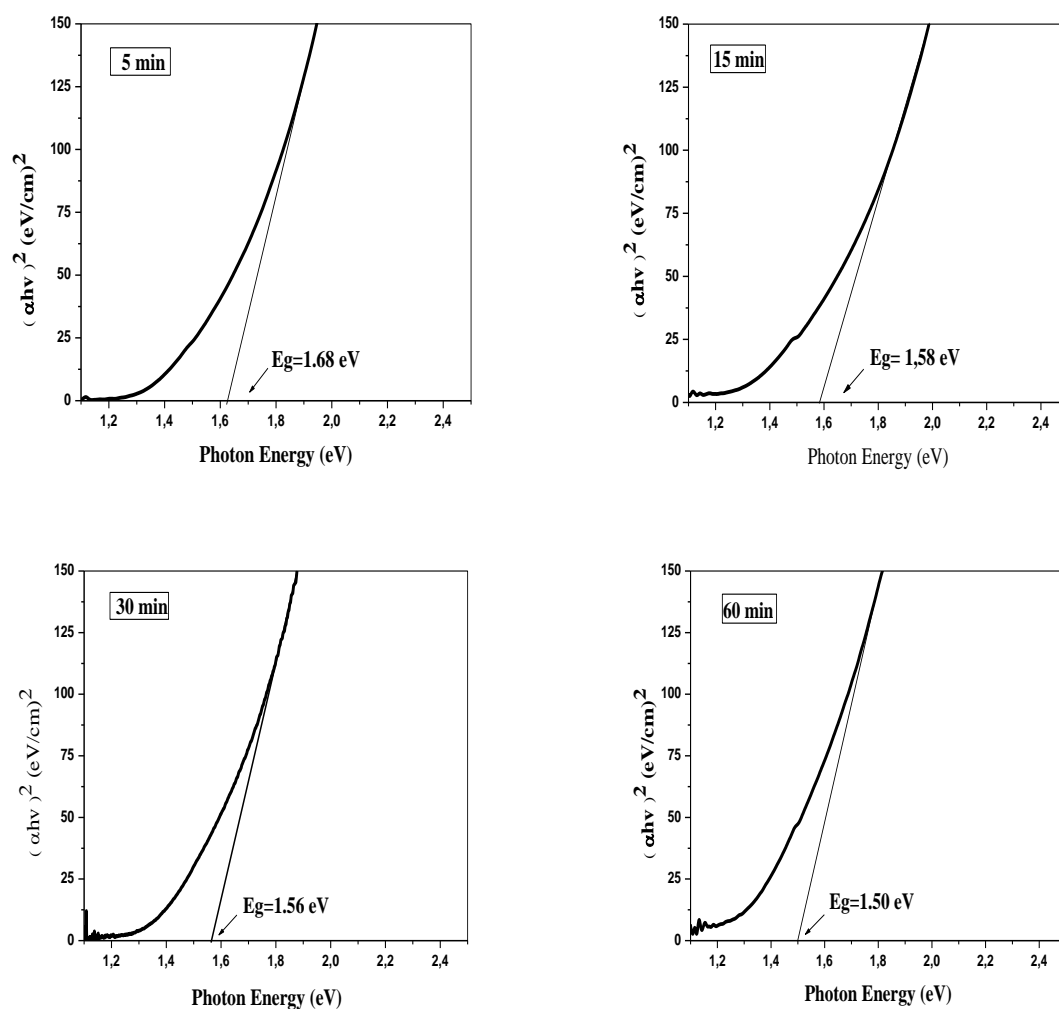 5 min
( αhν )² (eV/cm)²
150
125
100
75
50
25
0
Eg=1.68 eV
1,2 1,4 1,6 1,8 2,0 2,2 2,4
Photon Energy (eV)
15 min
( αhν )² (eV/cm)²
150
125
100
75
50
25
0
Eg= 1,58 eV
1,2 1,4 1,6 1,8 2,0 2,2 2,4
Photon Energy (eV)
30 min
( αhν )² (eV/cm)²
150
125
100
75
50
25
0
Eg=1.56 eV
1,2 1,4 1,6 1,8 2,0 2,2 2,4
Photon Energy (eV)
60 min
( αhν )² (eV/cm)²
150
125
100
75
50
25
0
Eg=1.50 eV
1,2 1,4 1,6 1,8 2,0 2,2 2,4
Photon Energy (eV)